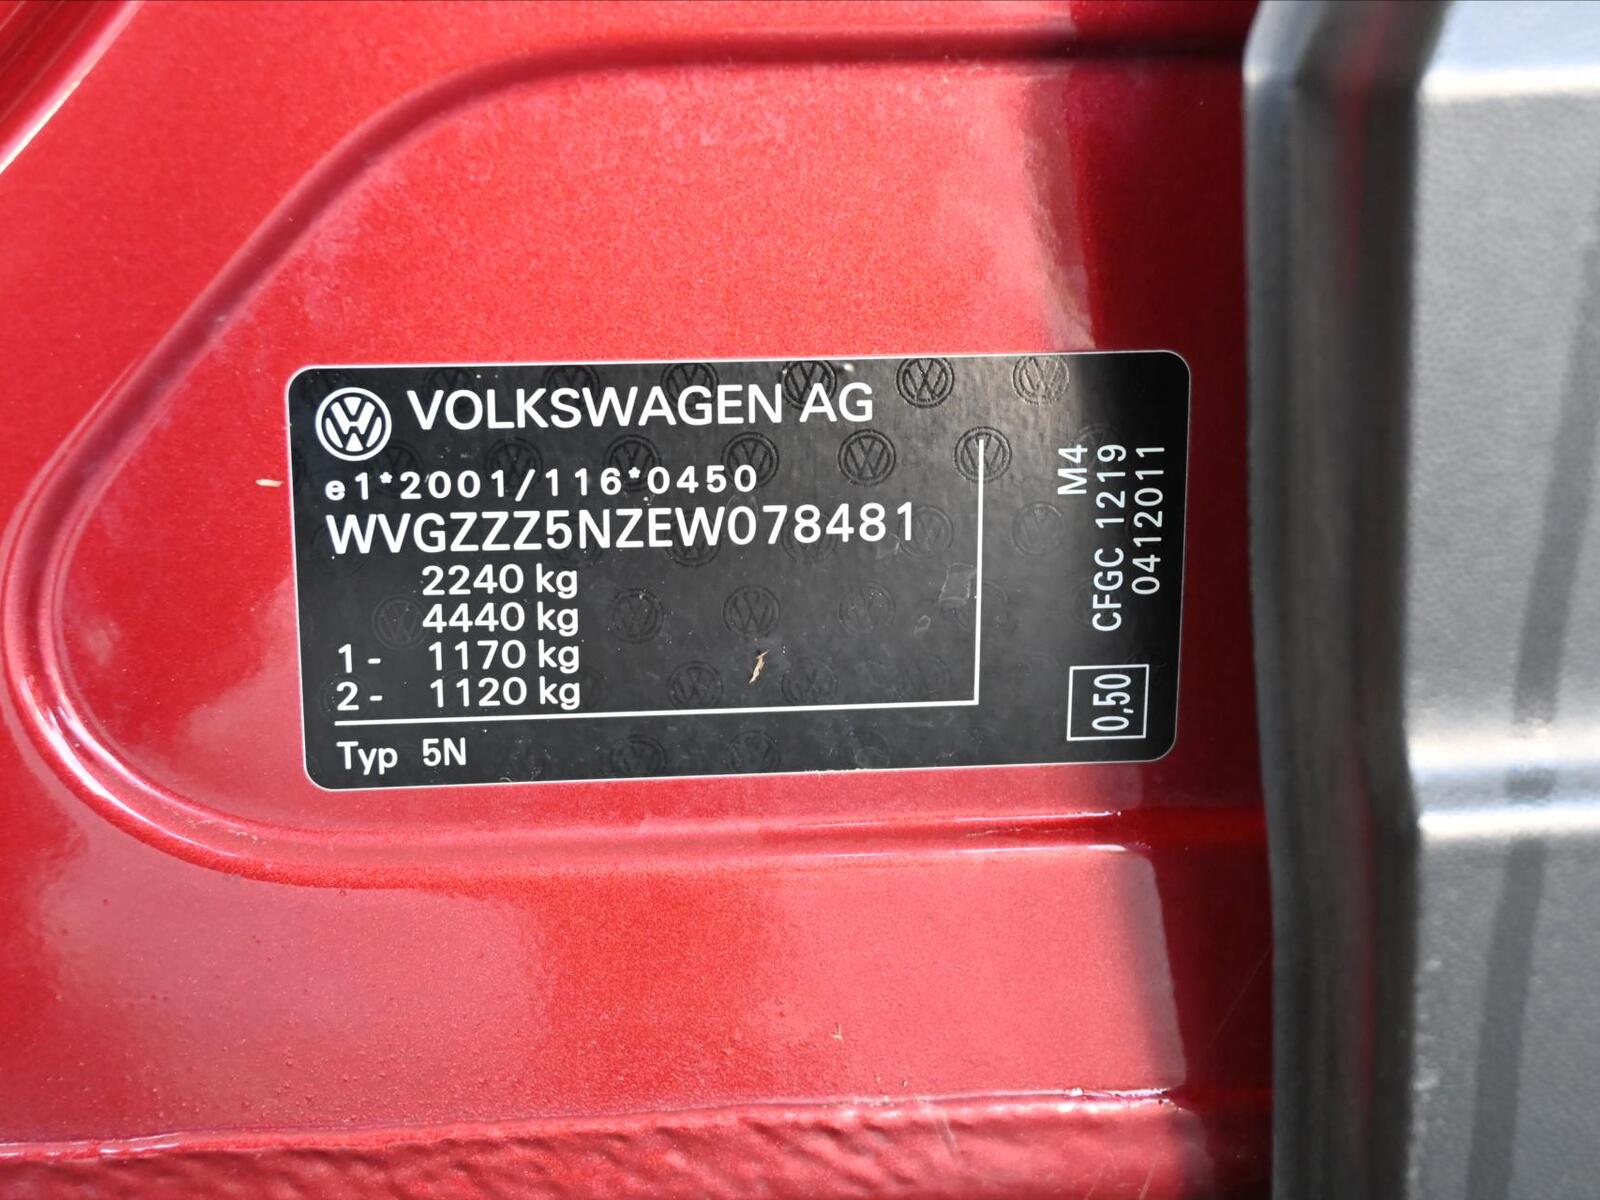 VOLKSWAGEN AG
e1*2001/116*0450
WVGZZZ5NZEW078481
2240 kg
4440 kg
1- 1170 kg
2- 1120 kg
Typ 5N
M4
CFGC 1219
0412011
0,50